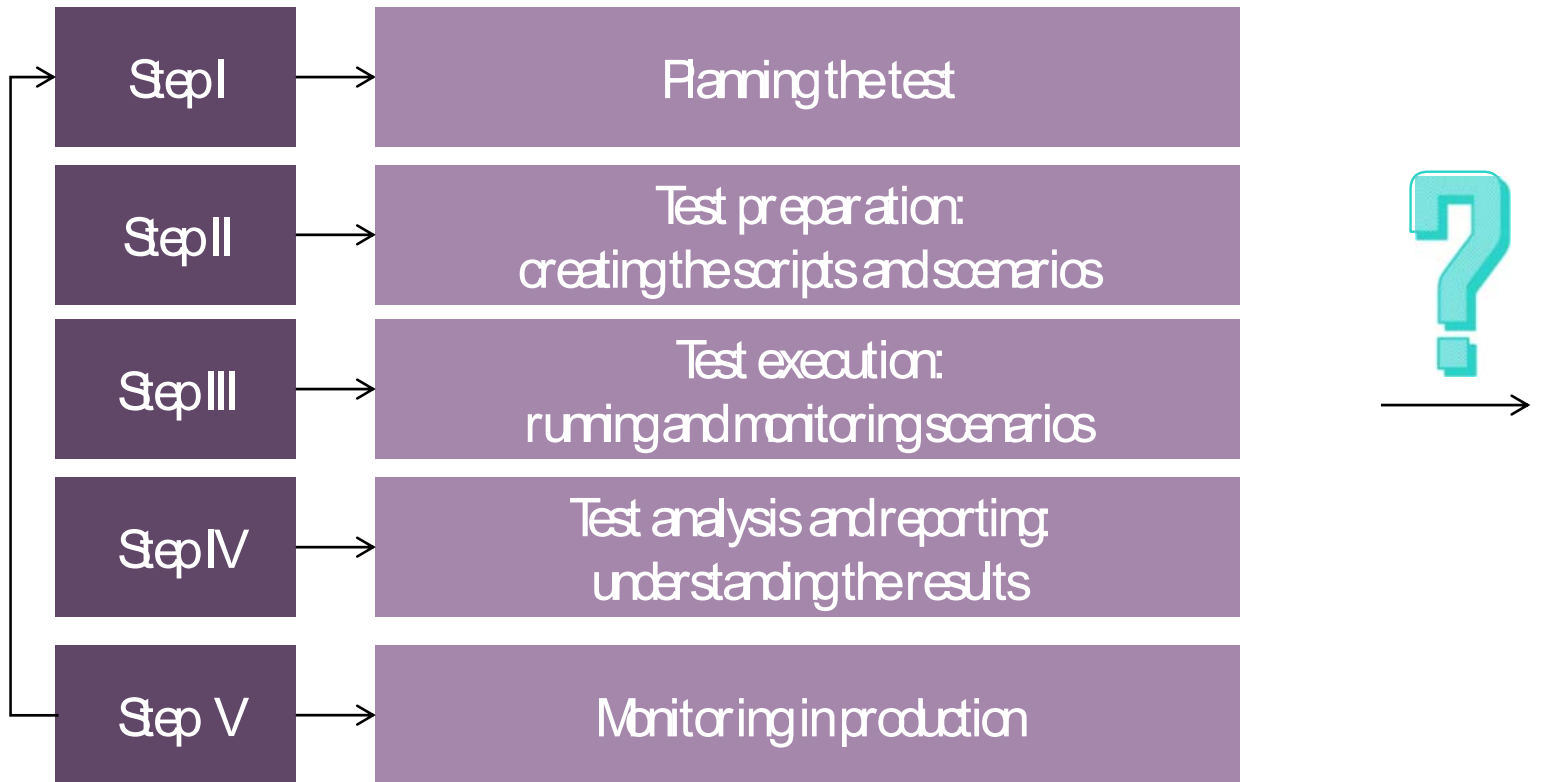 Step I
Planning the test
Step II
Test preparation:
creating the scripts and scenarios
Step III
Test execution:
running and monitoring scenarios
Step IV
Test analysis and reporting:
understanding the results
Step V
Monitoring in production
?